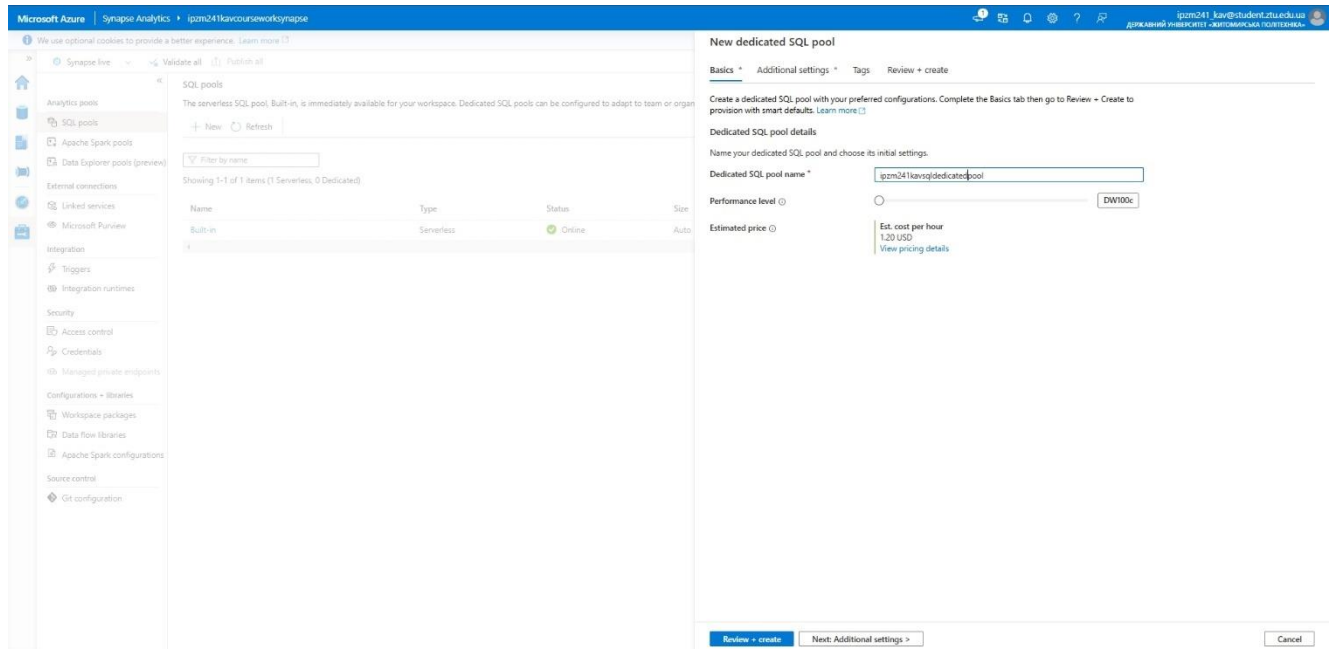 Microsoft Azure | Synapse Analytics ▸ ipzm241kavcourseworksynapse
1
ipzm241_kav@student.ztu.edu.ua
ДЕРЖАВНИЙ УНІВЕРСИТЕТ «ЖИТОМИРСЬКА ПОЛІТЕХНІКА»
We use optional cookies to provide a better experience. Learn more
Synapse live
Validate all
Publish all
Analytics pools
SQL pools
Apache Spark pools
Data Explorer pools (preview)
External connections
Linked services
Microsoft Purview
Integration
Triggers
Integration runtimes
Security
Access control
Credentials
Managed private endpoints
Configurations + libraries
Workspace packages
Data flow libraries
Apache Spark configurations
Source control
Git configuration
SQL pools
The serverless SQL pool, Built-in, is immediately available for your workspace. Dedicated SQL pools can be configured to adapt to team or organ
New
Refresh
Filter by name
Showing 1-1 of 1 items (1 Serverless, 0 Dedicated)
Name Type Status Size
Built-in Serverless Online Auto
New dedicated SQL pool
Basics * Additional settings * Tags Review + create
Create a dedicated SQL pool with your preferred configurations. Complete the Basics tab then go to Review + Create to
provision with smart defaults. Learn more
Dedicated SQL pool details
Name your dedicated SQL pool and choose its initial settings.
Dedicated SQL pool name * ipzm241kavsqldedicatedpool
Performance level DW100c
Estimated price Est. cost per hour
1.20 USD
View pricing details
Review + create
Next: Additional settings >
Cancel